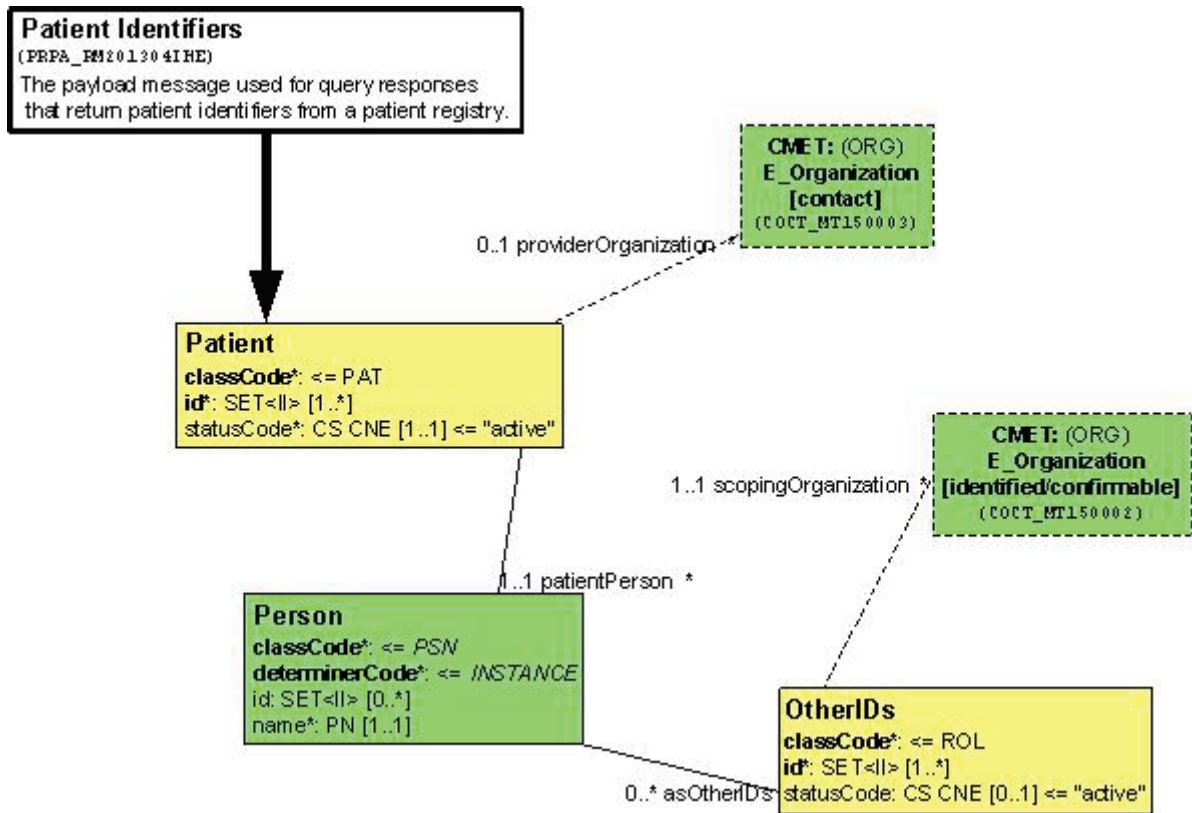 Patient Identifiers
(PRPA_RM201304IHE)
The payload message used for query responses
that return patient identifiers from a patient registry.
CMET: (ORG)
E_Organization
[contact]
(COCT_MT150003)
0..1 providerOrganization *
Patient
classCode*: <= PAT
id*: SET<II> [1..*]
statusCode*: CS CNE [1..1] <= "active"
CMET: (ORG)
E_Organization
[identified/confirmable]
(COCT_MT150002)
1..1 scopingOrganization *
1..1 patientPerson *
Person
classCode*: <= PSN
determinerCode*: <= INSTANCE
id: SET<II> [0..*]
name*: PN [1..1]
OtherIDs
classCode*: <= ROL
id*: SET<II> [1..*]
statusCode: CS CNE [0..1] <= "active"
0..* asOtherIDs